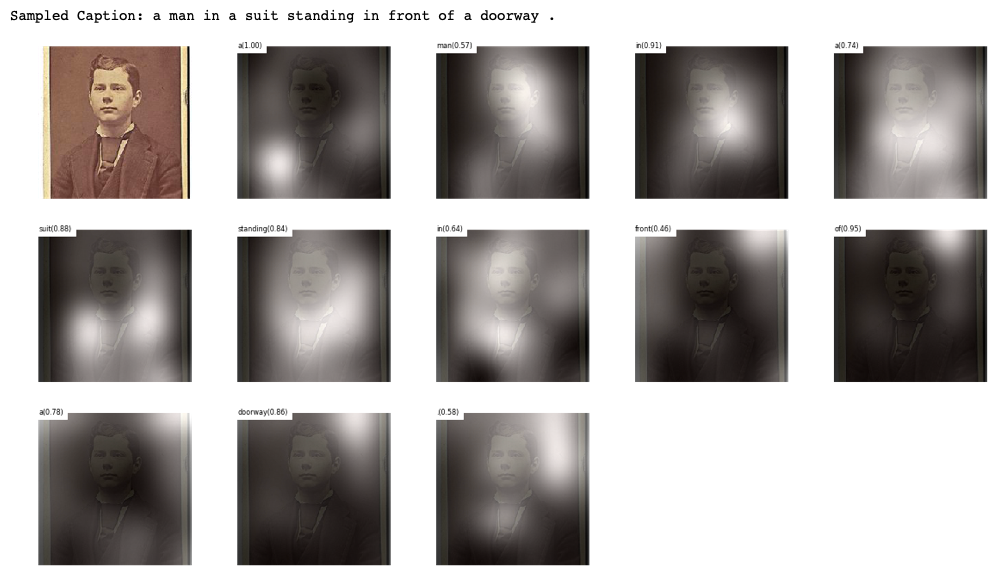 Sampled Caption: a man in a suit standing in front of a doorway .
a(1.00)
man(0.57)
in(0.91)
a(0.74)
suit(0.88)
standing(0.84)
in(0.64)
front(0.46)
of(0.95)
a(0.78)
doorway(0.86)
.(0.58)